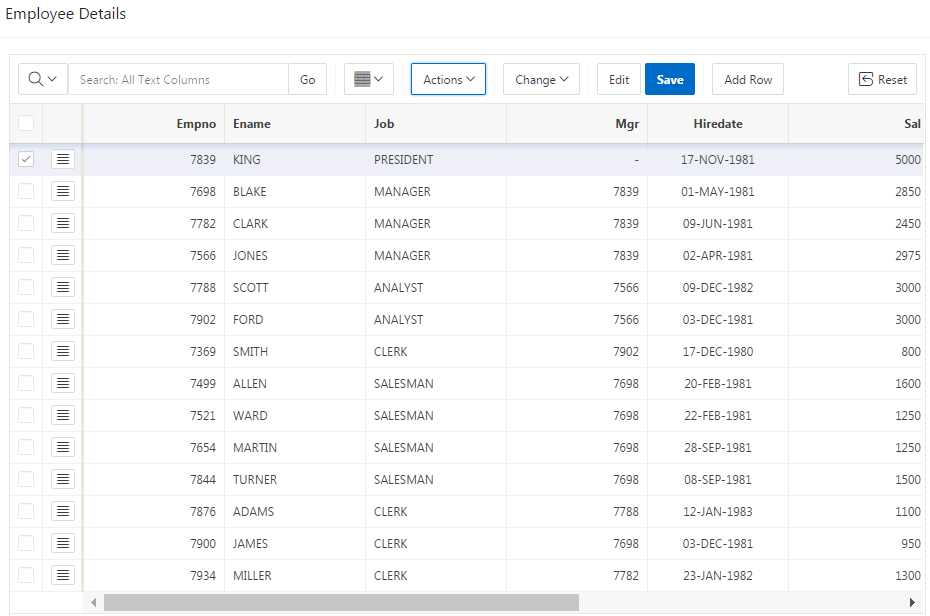 Employee Details
Search: All Text Columns Go Actions Change Edit Save Add Row Reset
Empno Ename Job Mgr Hiredate Sal
7839 KING PRESIDENT - 17-NOV-1981 5000
7698 BLAKE MANAGER 7839 01-MAY-1981 2850
7782 CLARK MANAGER 7839 09-JUN-1981 2450
7566 JONES MANAGER 7839 02-APR-1981 2975
7788 SCOTT ANALYST 7566 09-DEC-1982 3000
7902 FORD ANALYST 7566 03-DEC-1981 3000
7369 SMITH CLERK 7902 17-DEC-1980 800
7499 ALLEN SALESMAN 7698 20-FEB-1981 1600
7521 WARD SALESMAN 7698 22-FEB-1981 1250
7654 MARTIN SALESMAN 7698 28-SEP-1981 1250
7844 TURNER SALESMAN 7698 08-SEP-1981 1500
7876 ADAMS CLERK 7788 12-JAN-1983 1100
7900 JAMES CLERK 7698 03-DEC-1981 950
7934 MILLER CLERK 7782 23-JAN-1982 1300